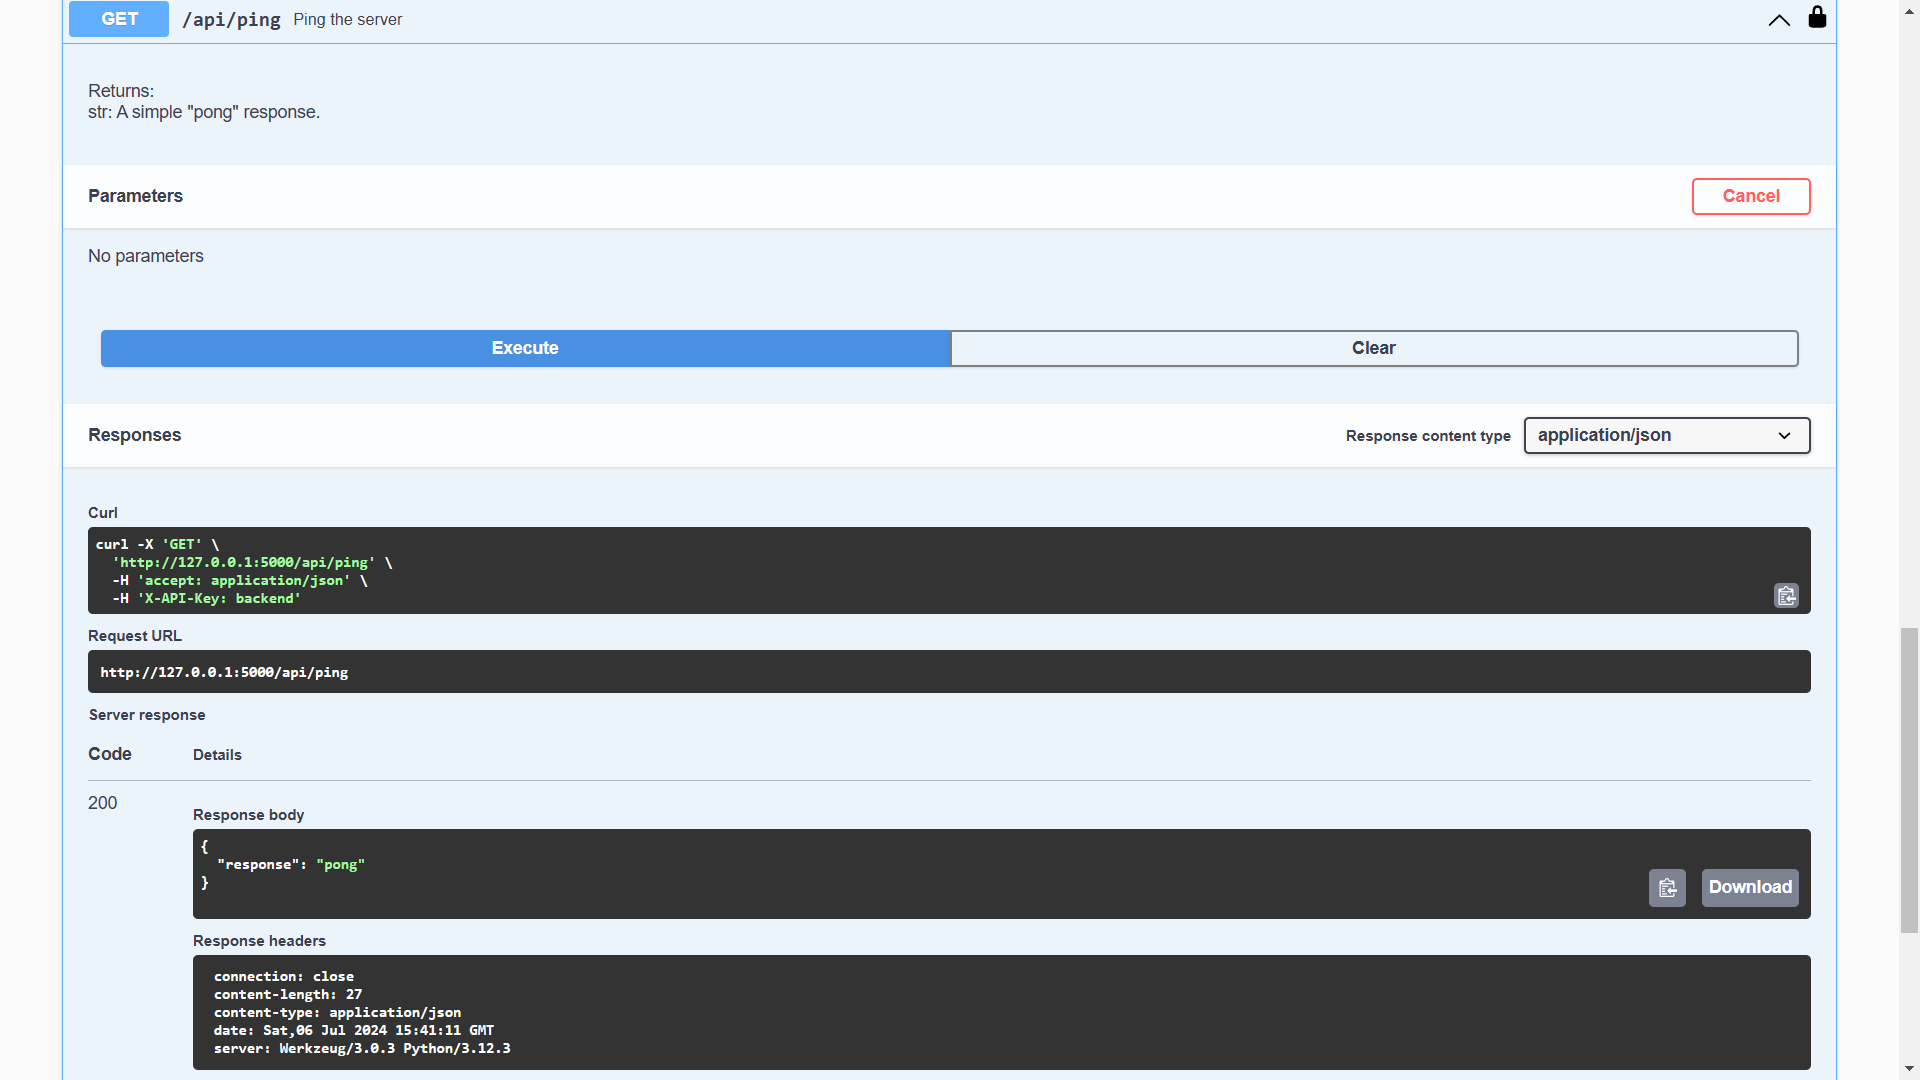 GET /api/ping Ping the server
Returns:
str: A simple "pong" response.
Parameters
Cancel
No parameters
Execute
Clear
Responses
Response content type
application/json
Curl
curl -X 'GET' \
  'http://127.0.0.1:5000/api/ping' \
  -H 'accept: application/json' \
  -H 'X-API-Key: backend'
Request URL
http://127.0.0.1:5000/api/ping
Server response
Code Details
200
Response body
{
  "response": "pong"
}
Download
Response headers
connection: close
content-length: 27
content-type: application/json
date: Sat,06 Jul 2024 15:41:11 GMT
server: Werkzeug/3.0.3 Python/3.12.3